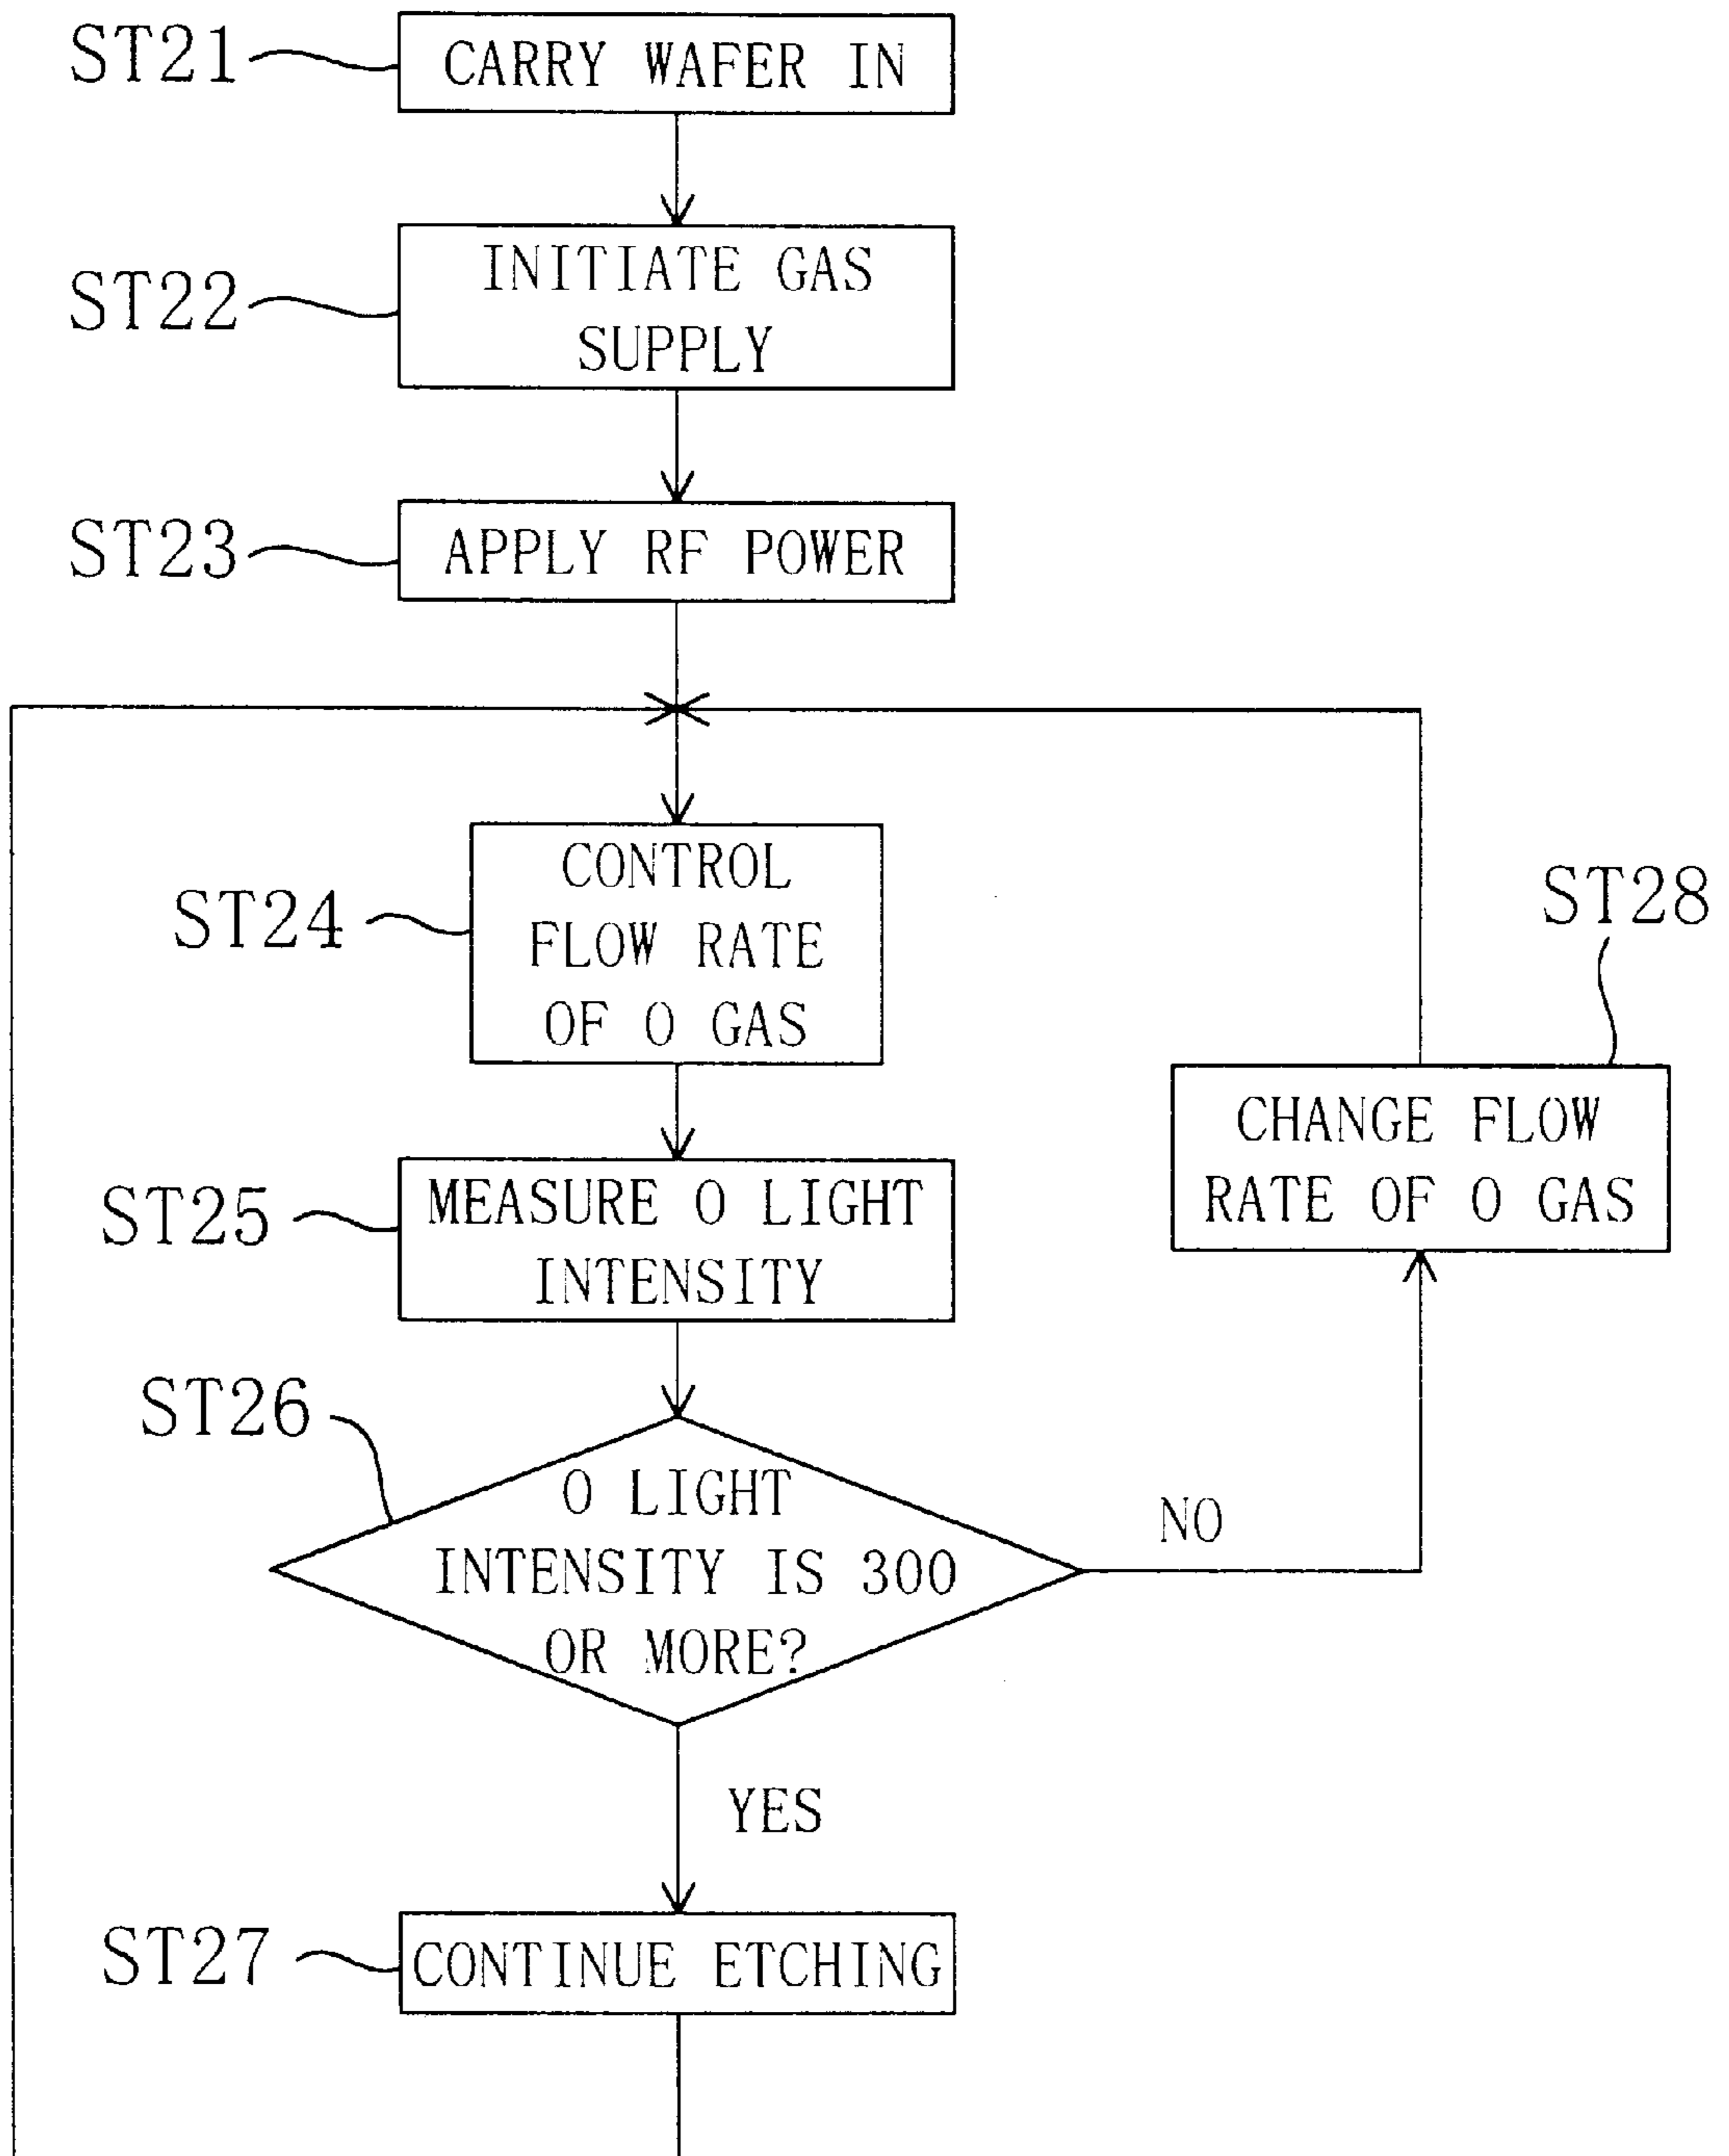 ST21
CARRY WAFER IN
ST22
INITIATE GAS
SUPPLY
ST23
APPLY RF POWER
ST24
CONTROL
FLOW RATE
OF O GAS
ST28
CHANGE FLOW
RATE OF O GAS
ST25
MEASURE O LIGHT
INTENSITY
ST26
O LIGHT
INTENSITY IS 300
OR MORE?
NO
YES
ST27
CONTINUE ETCHING